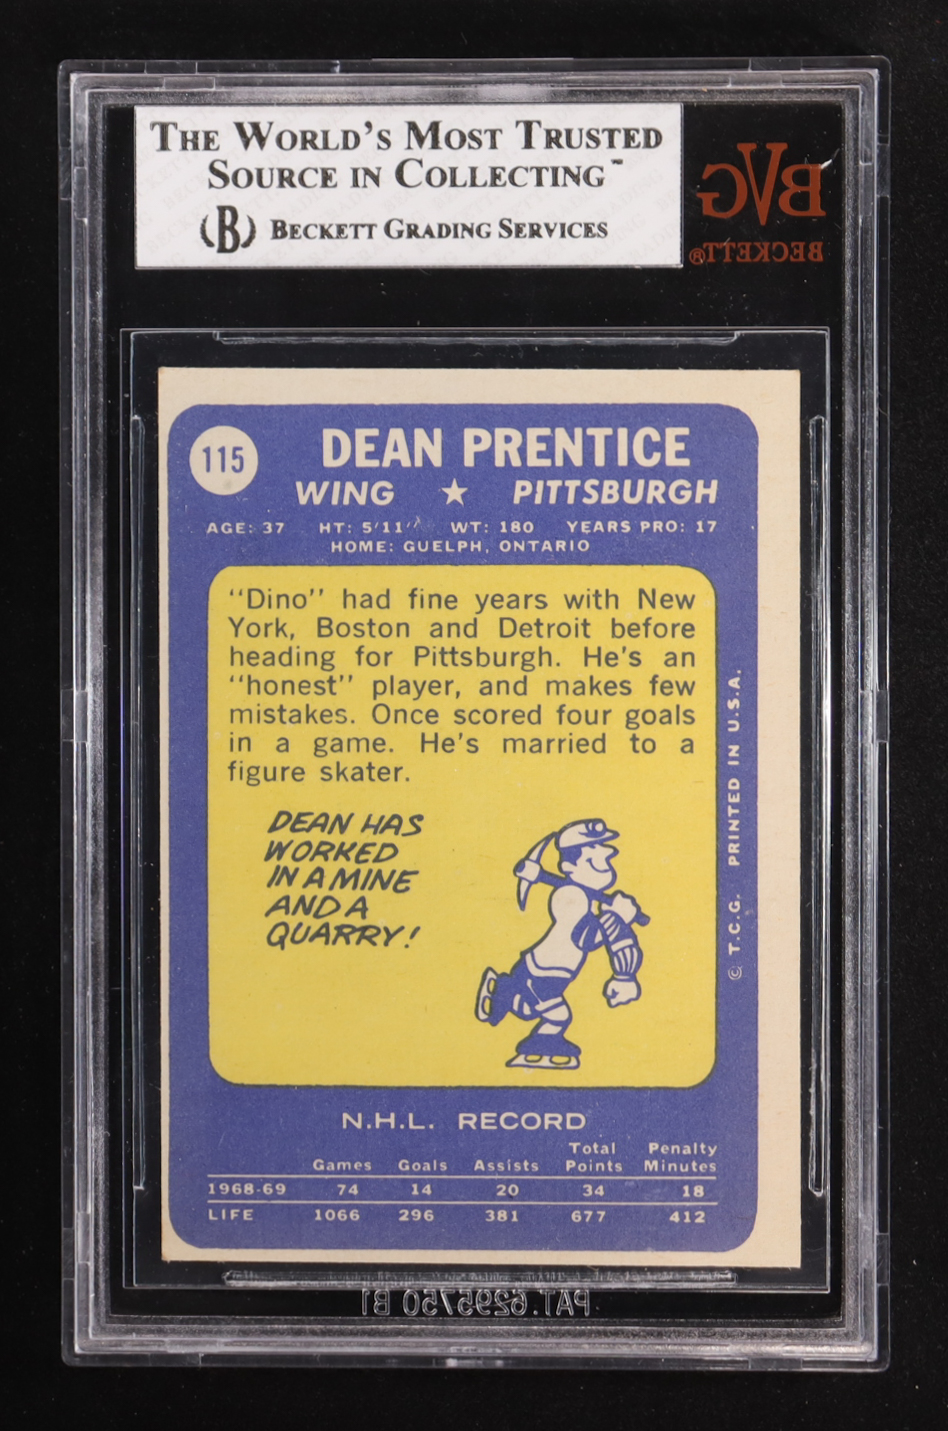 THE WORLD'S MOST TRUSTED
SOURCE IN COLLECTING™
B BECKETT GRADING SERVICES
BVG
BECKETT®
115
DEAN PRENTICE
WING ★ PITTSBURGH
AGE: 37 HT: 5'11" WT: 180 YEARS PRO: 17
HOME: GUELPH, ONTARIO
"Dino" had fine years with New
York, Boston and Detroit before
heading for Pittsburgh. He's an
"honest" player, and makes few
mistakes. Once scored four goals
in a game. He's married to a
figure skater.
DEAN HAS
WORKED
IN A MINE
AND A
QUARRY!
© T.C.G. PRINTED IN U.S.A.
N.H.L. RECORD
Games Goals Assists Total Points Penalty Minutes
1968-69 74 14 20 34 18
LIFE 1066 296 381 677 412
PAT.6295750 B1